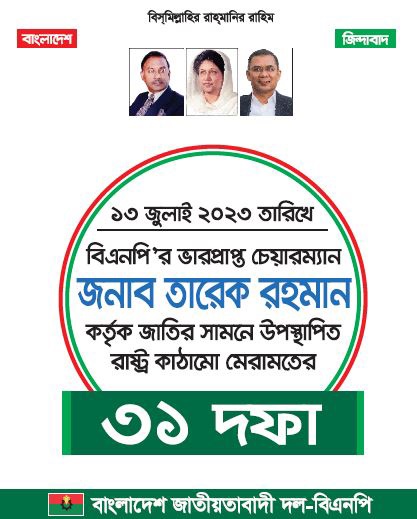 বিস্‌মিল্লাহির রাহ্‌মানির রাহিম
বাংলাদেশ
জিন্দাবাদ
১৩ জুলাই ২০২৩ তারিখে
বিএনপি’র ভারপ্রাপ্ত চেয়ারম্যান
জনাব তারেক রহমান
কর্তৃক জাতির সামনে উপস্থাপিত
রাষ্ট্র কাঠামো মেরামতের
৩১ দফা
বাংলাদেশ জাতীয়তাবাদী দল-বিএনপি